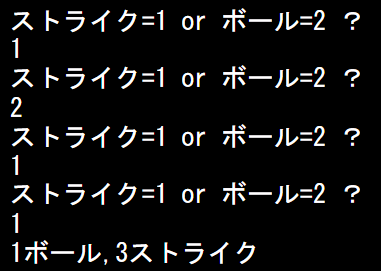 ストライク=1 or ボール=2 ?
1
ストライク=1 or ボール=2 ?
2
ストライク=1 or ボール=2 ?
1
ストライク=1 or ボール=2 ?
1
1ボール,3ストライク